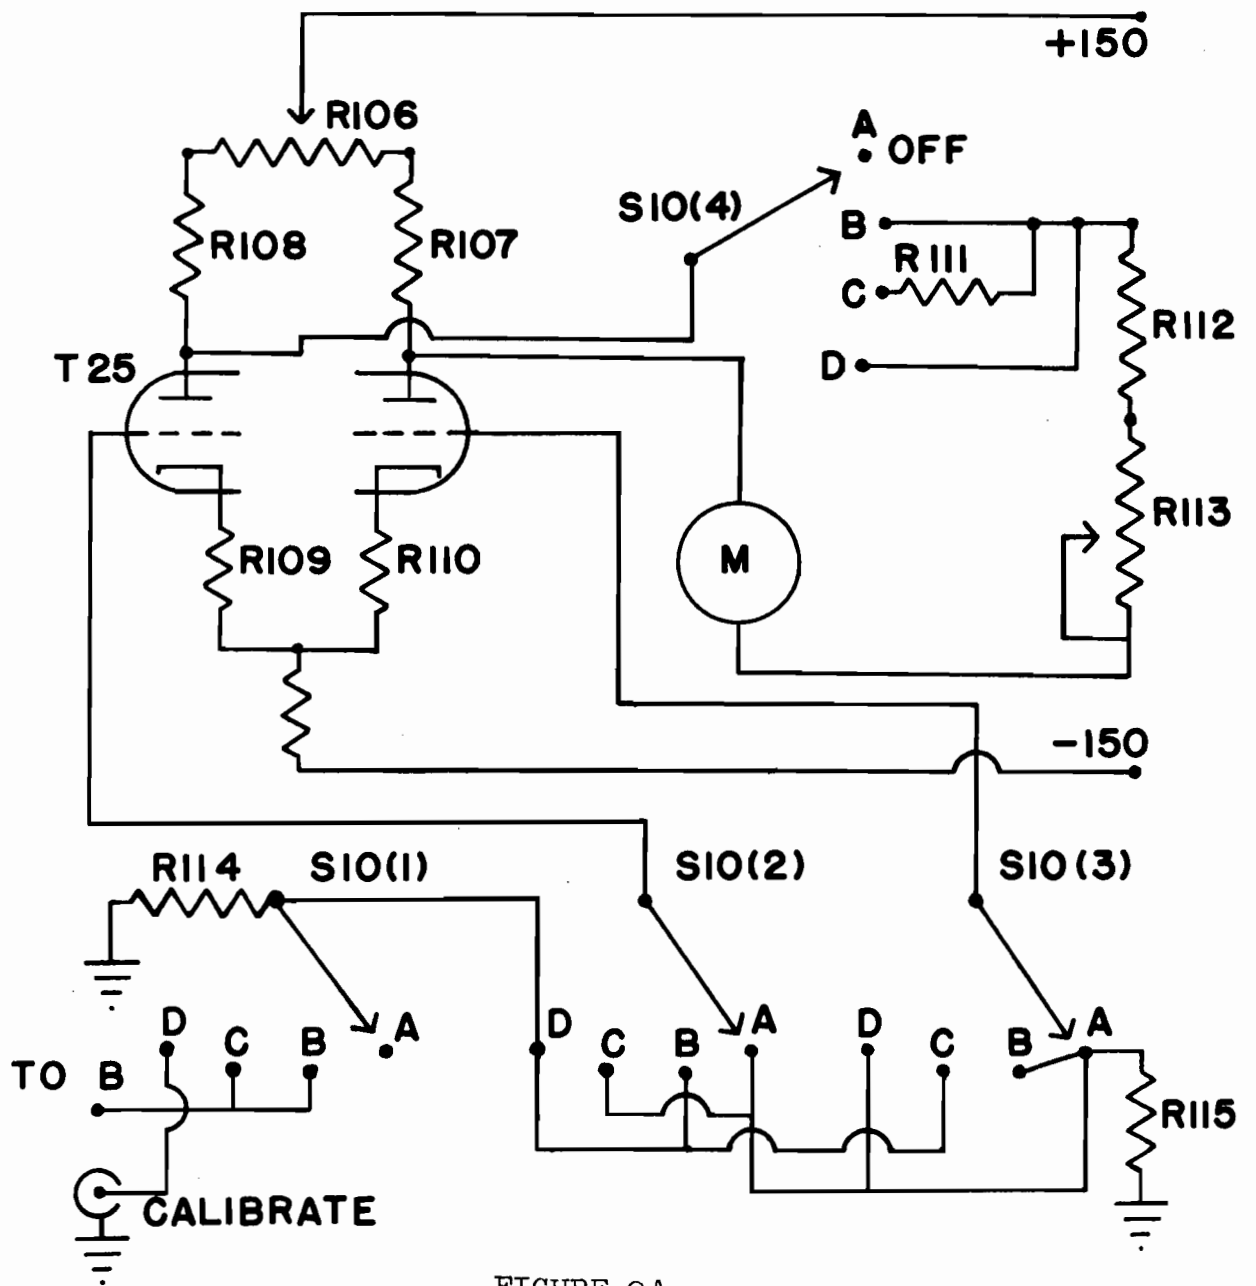 +150
R106
A
OFF
S10(4)
B
R108
R107
R111
C
R112
T25
D
R113
R109
R110
M
-150
R114
S10(1)
S10(2)
S10(3)
D
C
B
A
D
C
B
A
D
C
B
A
TO B
R115
CALIBRATE